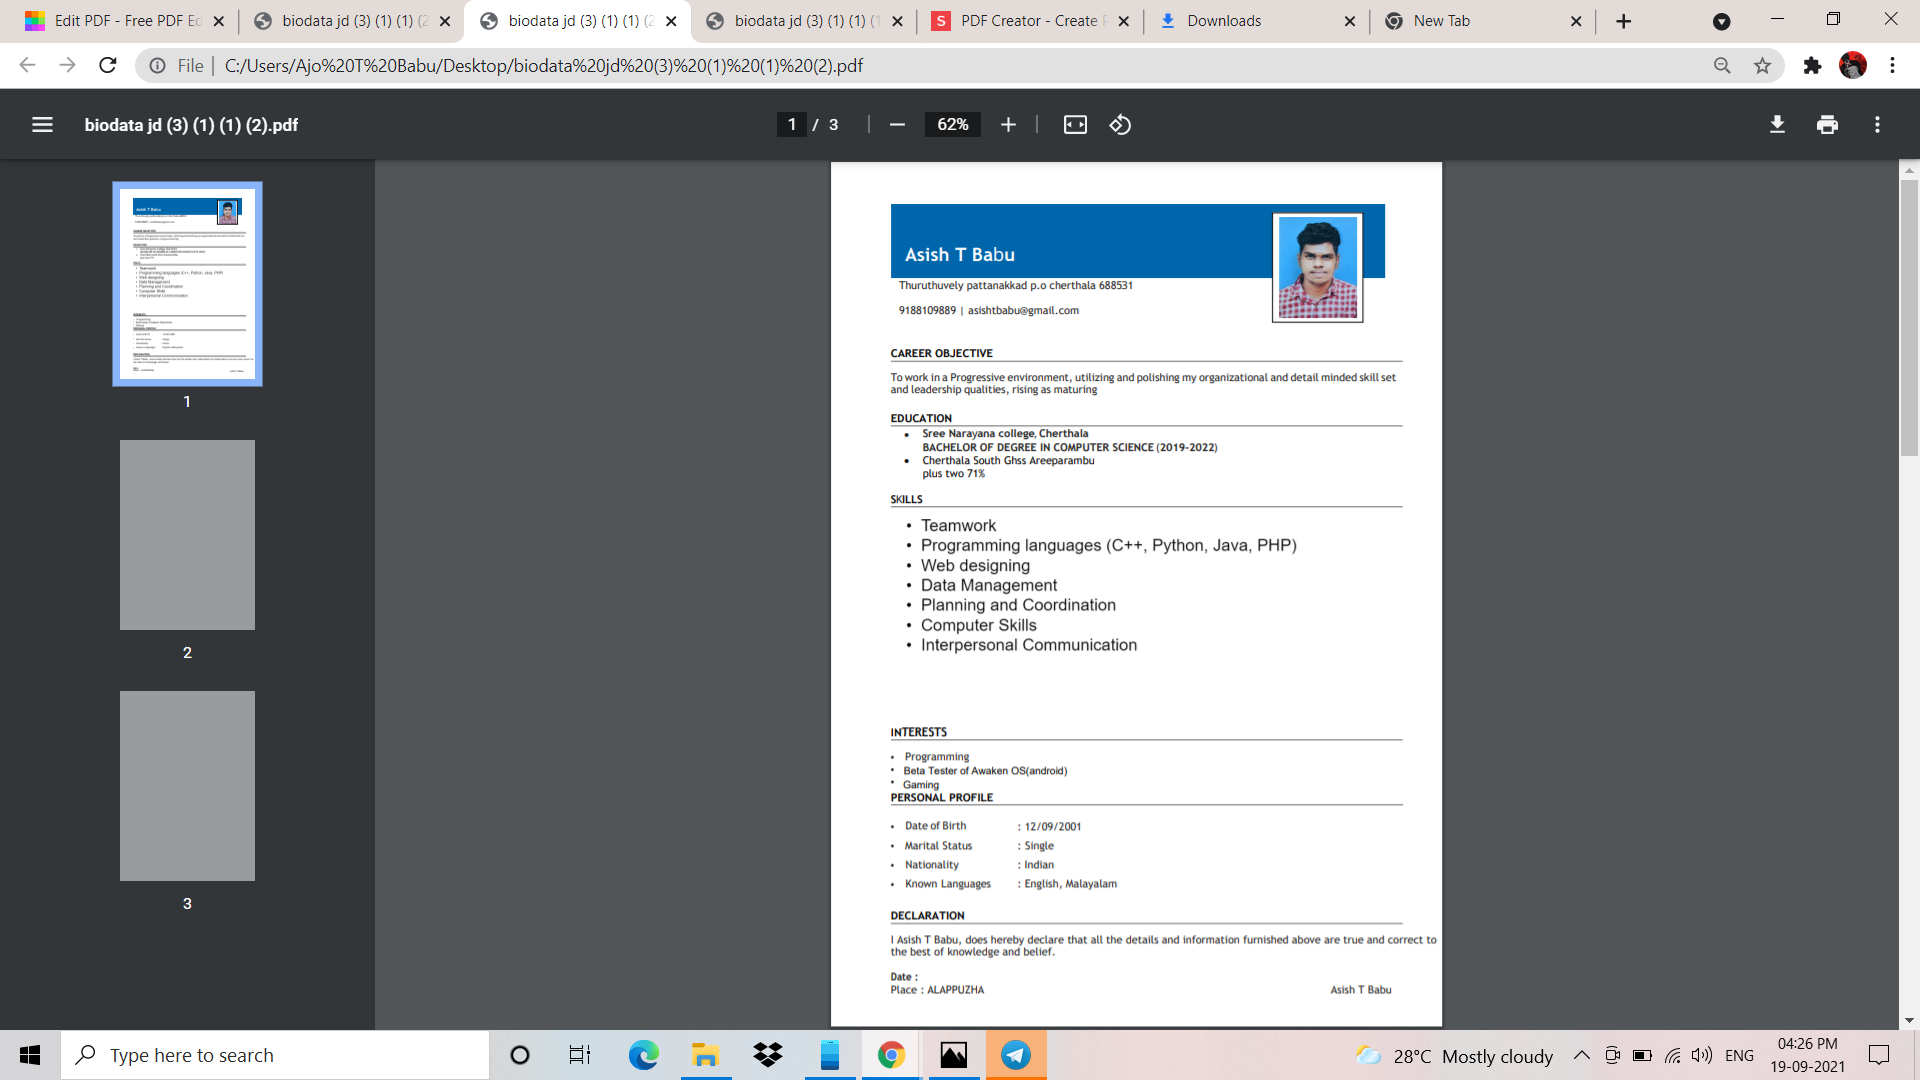 Edit PDF - Free PDF Ed
biodata jd (3) (1) (1) (2
biodata jd (3) (1) (1) (2
biodata jd (3) (1) (1) (1
PDF Creator - Create P
Downloads
New Tab
File | C:/Users/Ajo%20T%20Babu/Desktop/biodata%20jd%20(3)%20(1)%20(1)%20(2).pdf
biodata jd (3) (1) (1) (2).pdf
1 / 3
62%
1
2
3
Asish T Babu
Thuruthuvely pattanakkad p.o cherthala 688531
9188109889 | asishtbabu@gmail.com
CAREER OBJECTIVE
To work in a Progressive environment, utilizing and polishing my organizational and detail minded skill set
and leadership qualities, rising as maturing
EDUCATION
• Sree Narayana college, Cherthala
BACHELOR OF DEGREE IN COMPUTER SCIENCE (2019-2022)
• Cherthala South Ghss Areeparambu
plus two 71%
SKILLS
• Teamwork
• Programming languages (C++, Python, Java, PHP)
• Web designing
• Data Management
• Planning and Coordination
• Computer Skills
• Interpersonal Communication
INTERESTS
• Programming
• Beta Tester of Awaken OS(android)
• Gaming
PERSONAL PROFILE
• Date of Birth : 12/09/2001
• Marital Status : Single
• Nationality : Indian
• Known Languages : English, Malayalam
DECLARATION
I Asish T Babu, does hereby declare that all the details and information furnished above are true and correct to
the best of knowledge and belief.
Date :
Place : ALAPPUZHA Asish T Babu
Type here to search
28°C Mostly cloudy
ENG
04:26 PM
19-09-2021